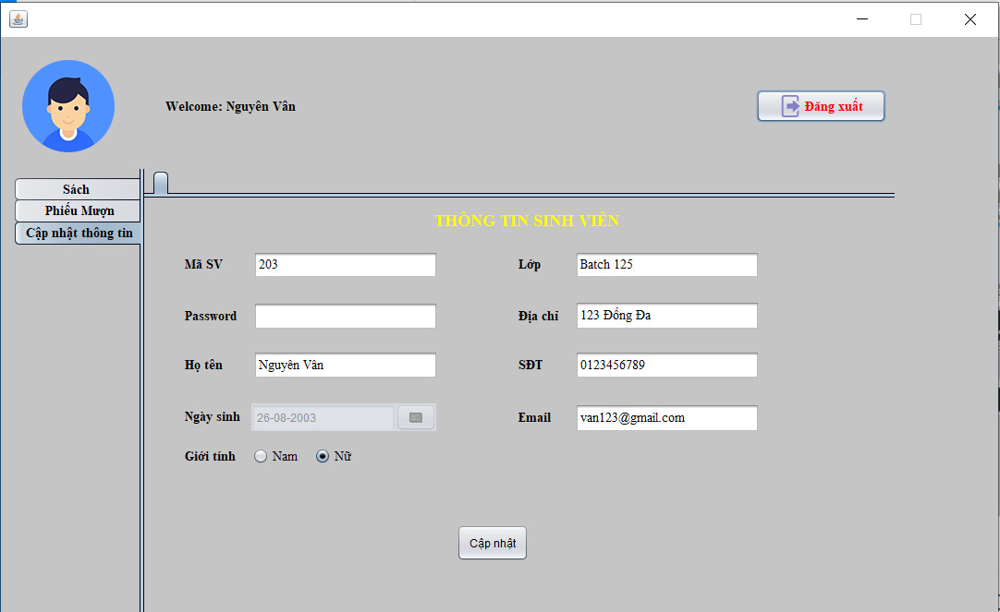 Welcome: Nguyên Vân
Đăng xuất
Sách
Phiếu Mượn
Cập nhật thông tin
THÔNG TIN SINH VIÊN
Mã SV 203
Lớp Batch 125
Password
Địa chỉ 123 Đống Đa
Họ tên Nguyên Vân
SĐT 0123456789
Ngày sinh 26-08-2003
Email van123@gmail.com
Giới tính Nam Nữ
Cập nhật